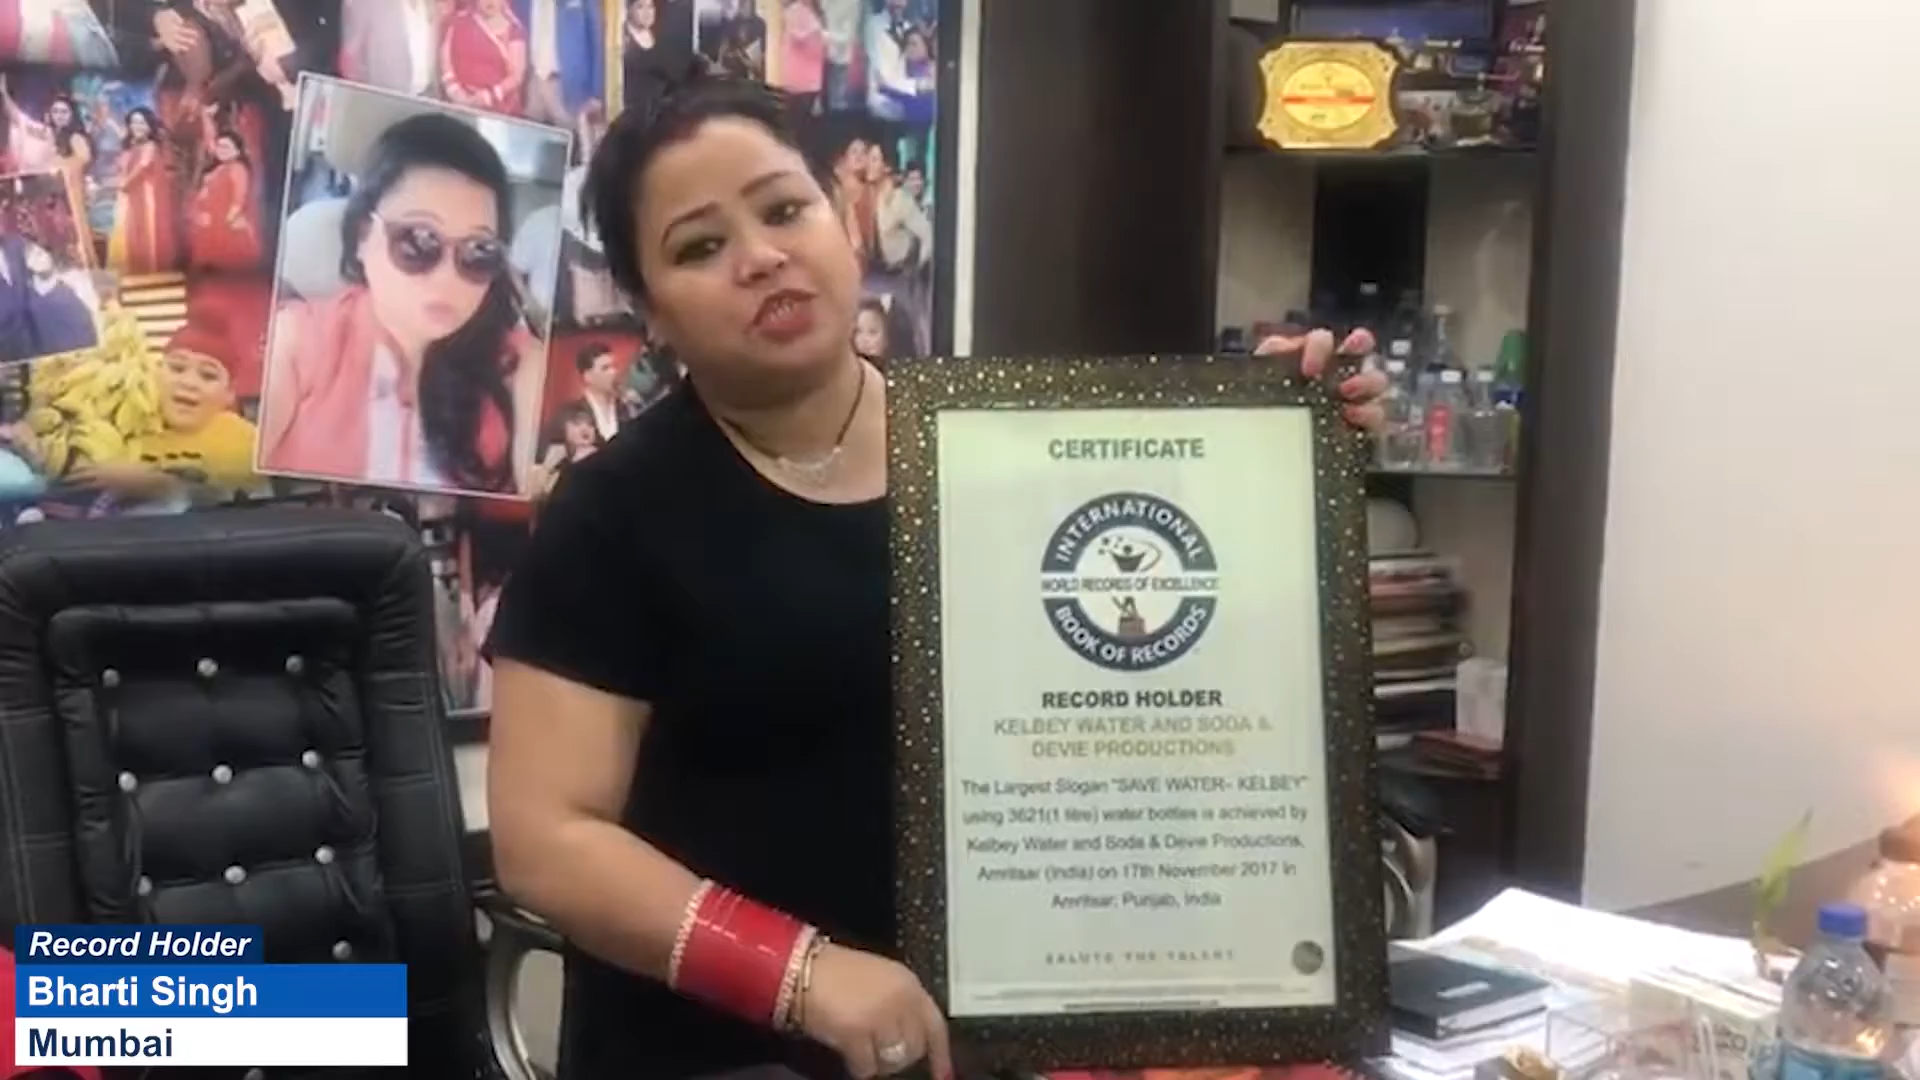 CERTIFICATE
INTERNATIONAL
WORLD RECORDS OF EXCELLENCE
BOOK OF RECORDS
RECORD HOLDER
KELBEY WATER AND SODA &
DEVIE PRODUCTIONS
The Largest Slogan "SAVE WATER- KELBEY"
using 3621(1 litre) water bottles is achieved by
Kelbey Water and Soda & Devie Productions,
Amritsar (India) on 17th November 2017 in
Amritsar, Punjab, India
SALUTE THE TALENT
Record Holder
Bharti Singh
Mumbai